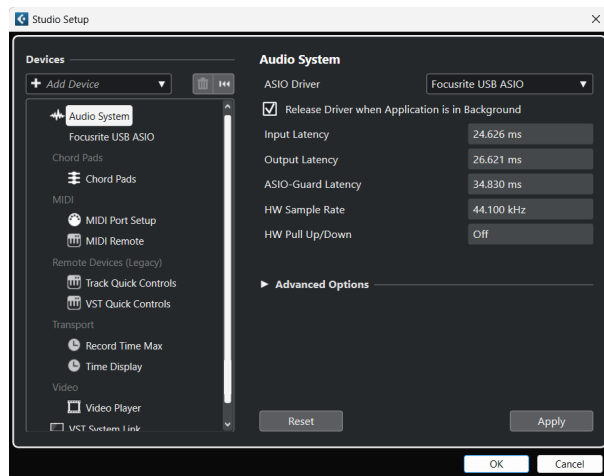 Studio Setup
Devices
Add Device
Audio System
Focusrite USB ASIO
Chord Pads
Chord Pads
MIDI
MIDI Port Setup
MIDI Remote
Remote Devices (Legacy)
Track Quick Controls
VST Quick Controls
Transport
Record Time Max
Time Display
Video
Video Player
VST System Link
Audio System
ASIO Driver Focusrite USB ASIO
Release Driver when Application is in Background
Input Latency 24.626 ms
Output Latency 26.621 ms
ASIO-Guard Latency 34.830 ms
HW Sample Rate 44.100 kHz
HW Pull Up/Down Off
Advanced Options
Reset Apply
OK Cancel